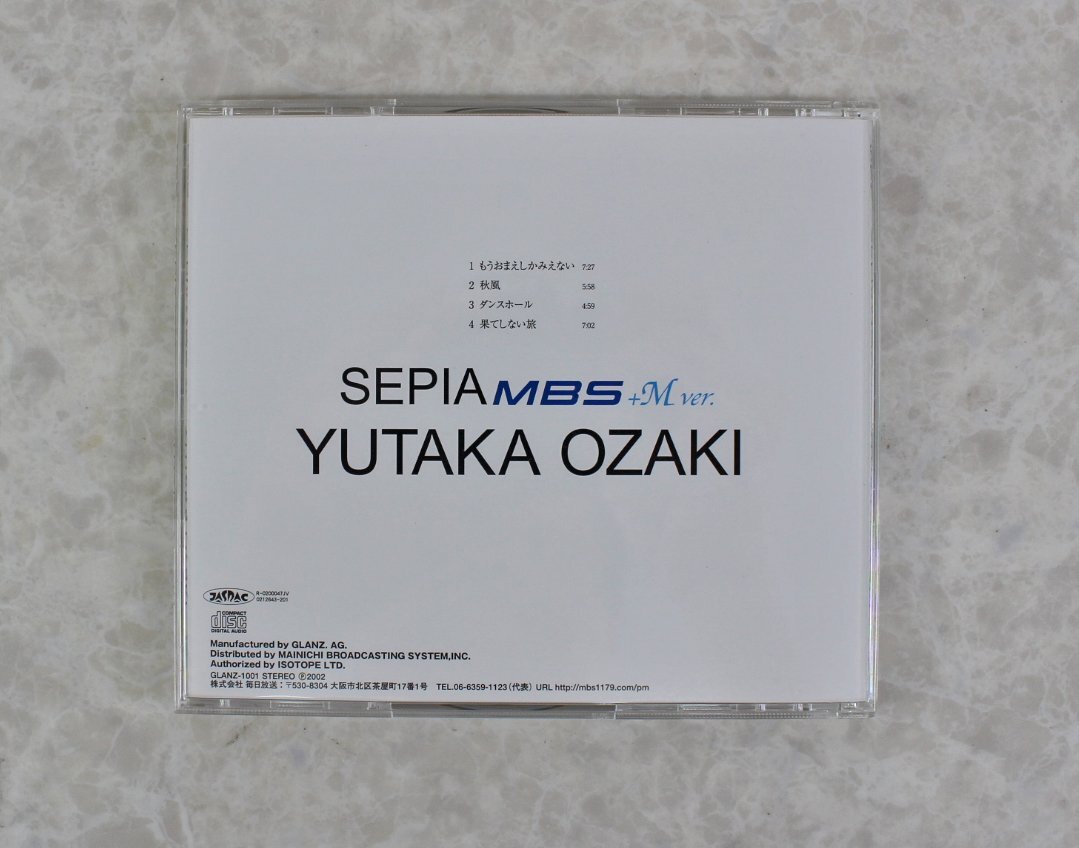 1 もうおまえしかみえない 7:27
2 秋風 5:58
3 ダンスホール 4:59
4 果てしない旅 7:02
SEPIA MBS +M ver.
YUTAKA OZAKI
JASRAC R-0200047JV
0212843-201
COMPACT
disc
DIGITAL AUDIO
Manufactured by GLANZ. AG.
Distributed by MAINICHI BROADCASTING SYSTEM,INC.
Authorized by ISOTOPE LTD.
GLANZ-1001 STEREO Ⓟ2002
株式会社 毎日放送：〒530-8304 大阪市北区茶屋町17番1号 TEL.06-6359-1123（代表） URL http://mbs1179.com/pm